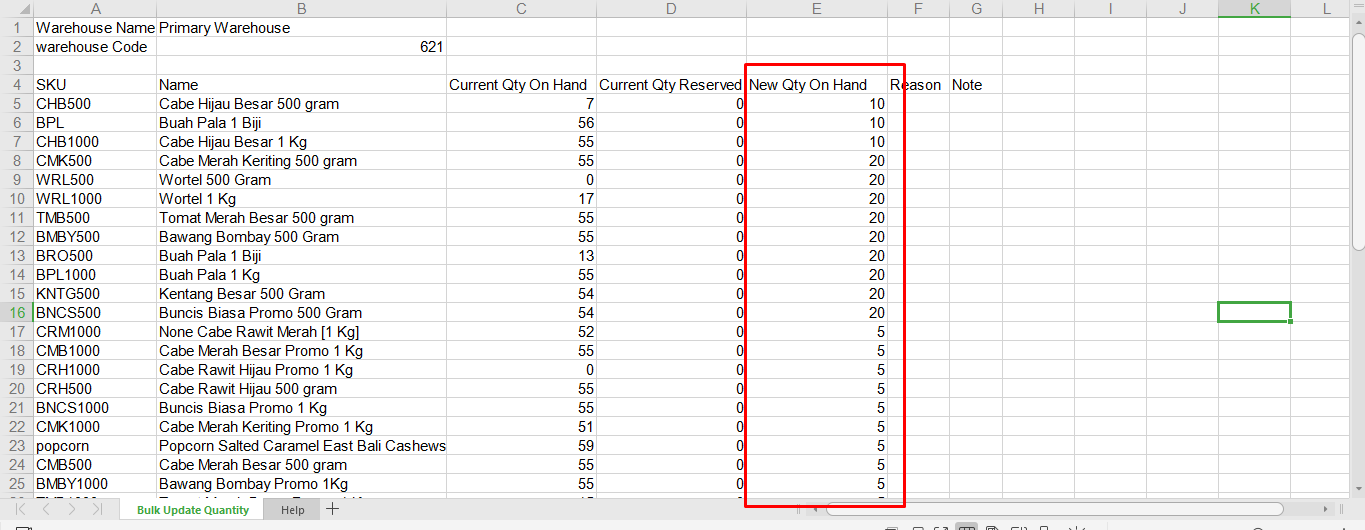 A B C D E F G H I J K L
1 Warehouse Name Primary Warehouse
2 warehouse Code 621
3
4 SKU Name Current Qty On Hand Current Qty Reserved New Qty On Hand Reason Note
5 CHB500 Cabe Hijau Besar 500 gram 7 0 10
6 BPL Buah Pala 1 Biji 56 0 10
7 CHB1000 Cabe Hijau Besar 1 Kg 55 0 10
8 CMK500 Cabe Merah Keriting 500 gram 55 0 20
9 WRL500 Wortel 500 Gram 0 0 20
10 WRL1000 Wortel 1 Kg 17 0 20
11 TMB500 Tomat Merah Besar 500 gram 55 0 20
12 BMBY500 Bawang Bombay 500 Gram 55 0 20
13 BRO500 Buah Pala 1 Biji 13 0 20
14 BPL1000 Buah Pala 1 Kg 55 0 20
15 KNTG500 Kentang Besar 500 Gram 54 0 20
16 BNCS500 Buncis Biasa Promo 500 Gram 54 0 20
17 CRM1000 None Cabe Rawit Merah [1 Kg] 52 0 5
18 CMB1000 Cabe Merah Besar Promo 1 Kg 55 0 5
19 CRH1000 Cabe Rawit Hijau Promo 1 Kg 0 0 5
20 CRH500 Cabe Rawit Hijau 500 gram 55 0 5
21 BNCS1000 Buncis Biasa Promo 1 Kg 55 0 5
22 CMK1000 Cabe Merah Keriting Promo 1 Kg 51 0 5
23 popcorn Popcorn Salted Caramel East Bali Cashews 59 0 5
24 CMB500 Cabe Merah Besar 500 gram 55 0 5
25 BMBY1000 Bawang Bombay Promo 1Kg 55 0 5
Bulk Update Quantity Help